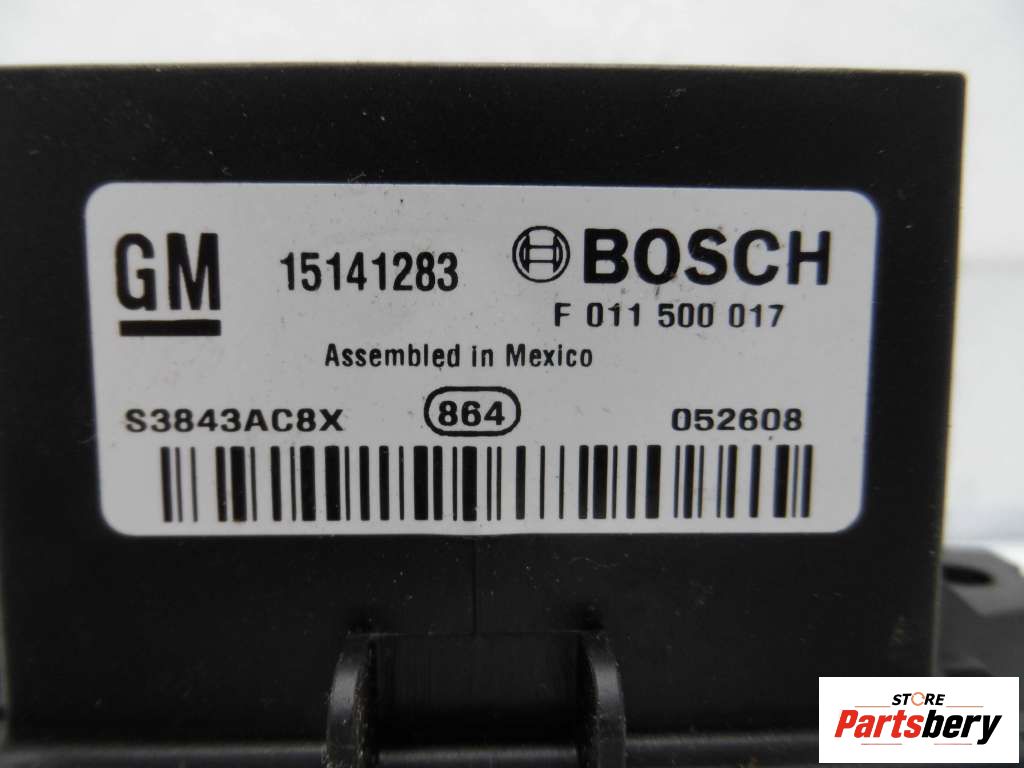 GM 15141283 BOSCH
F 011 500 017
Assembled in Mexico
S3843AC8X 864 052608
STORE
Partsbery